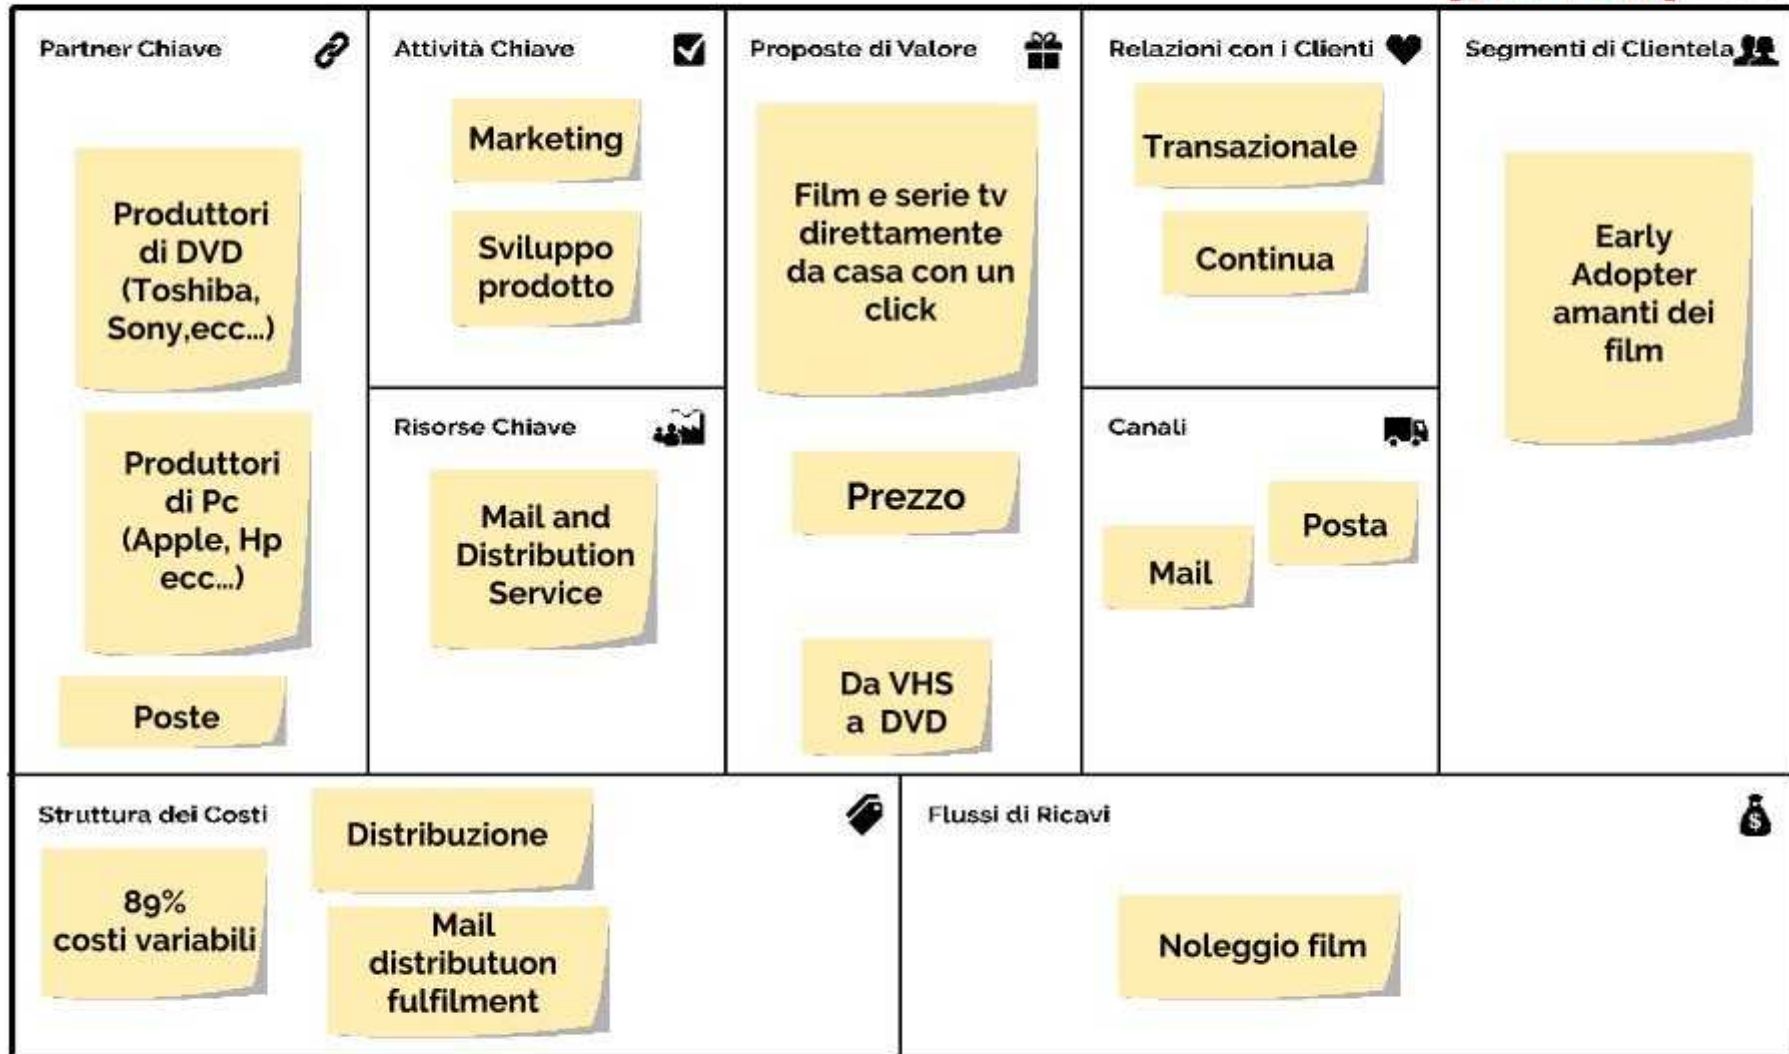 Partner Chiave
Produttori
di DVD
(Toshiba,
Sony,ecc...)
Produttori
di Pc
(Apple, Hp
ecc...)
Poste
Attività Chiave
Marketing
Sviluppo
prodotto
Risorse Chiave
Mail and
Distribution
Service
Proposte di Valore
Film e serie tv
direttamente
da casa con un
click
Prezzo
Da VHS
a DVD
Relazioni con i Clienti
Transazionale
Continua
Canali
Mail
Posta
Segmenti di Clientela
Early
Adopter
amanti dei
film
Struttura dei Costi
89%
costi variabili
Distribuzione
Mail
distributuon
fulfilment
Flussi di Ricavi
$
Noleggio film